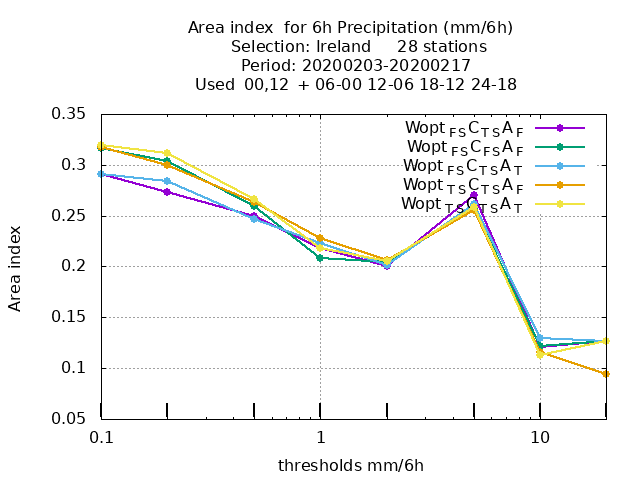 Area index  for 6h Precipitation (mm/6h)
Selection: Ireland     28 stations
Period: 20200203-20200217
Used  00,12  + 06-00 12-06 18-12 24-18
0.35
0.3
0.25
0.2
0.15
0.1
0.05
0.1
1
10
Area index
thresholds mm/6h
Wopt FS C TS A F
Wopt FS C FS A F
Wopt FS C TS A T
Wopt TS C TS A F
Wopt TS C TS A T